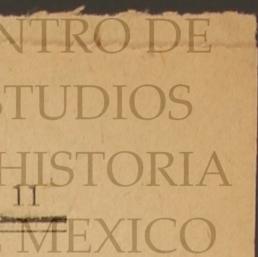 NTRO DE
STUDIOS
HISTORIA
11
MEXICO